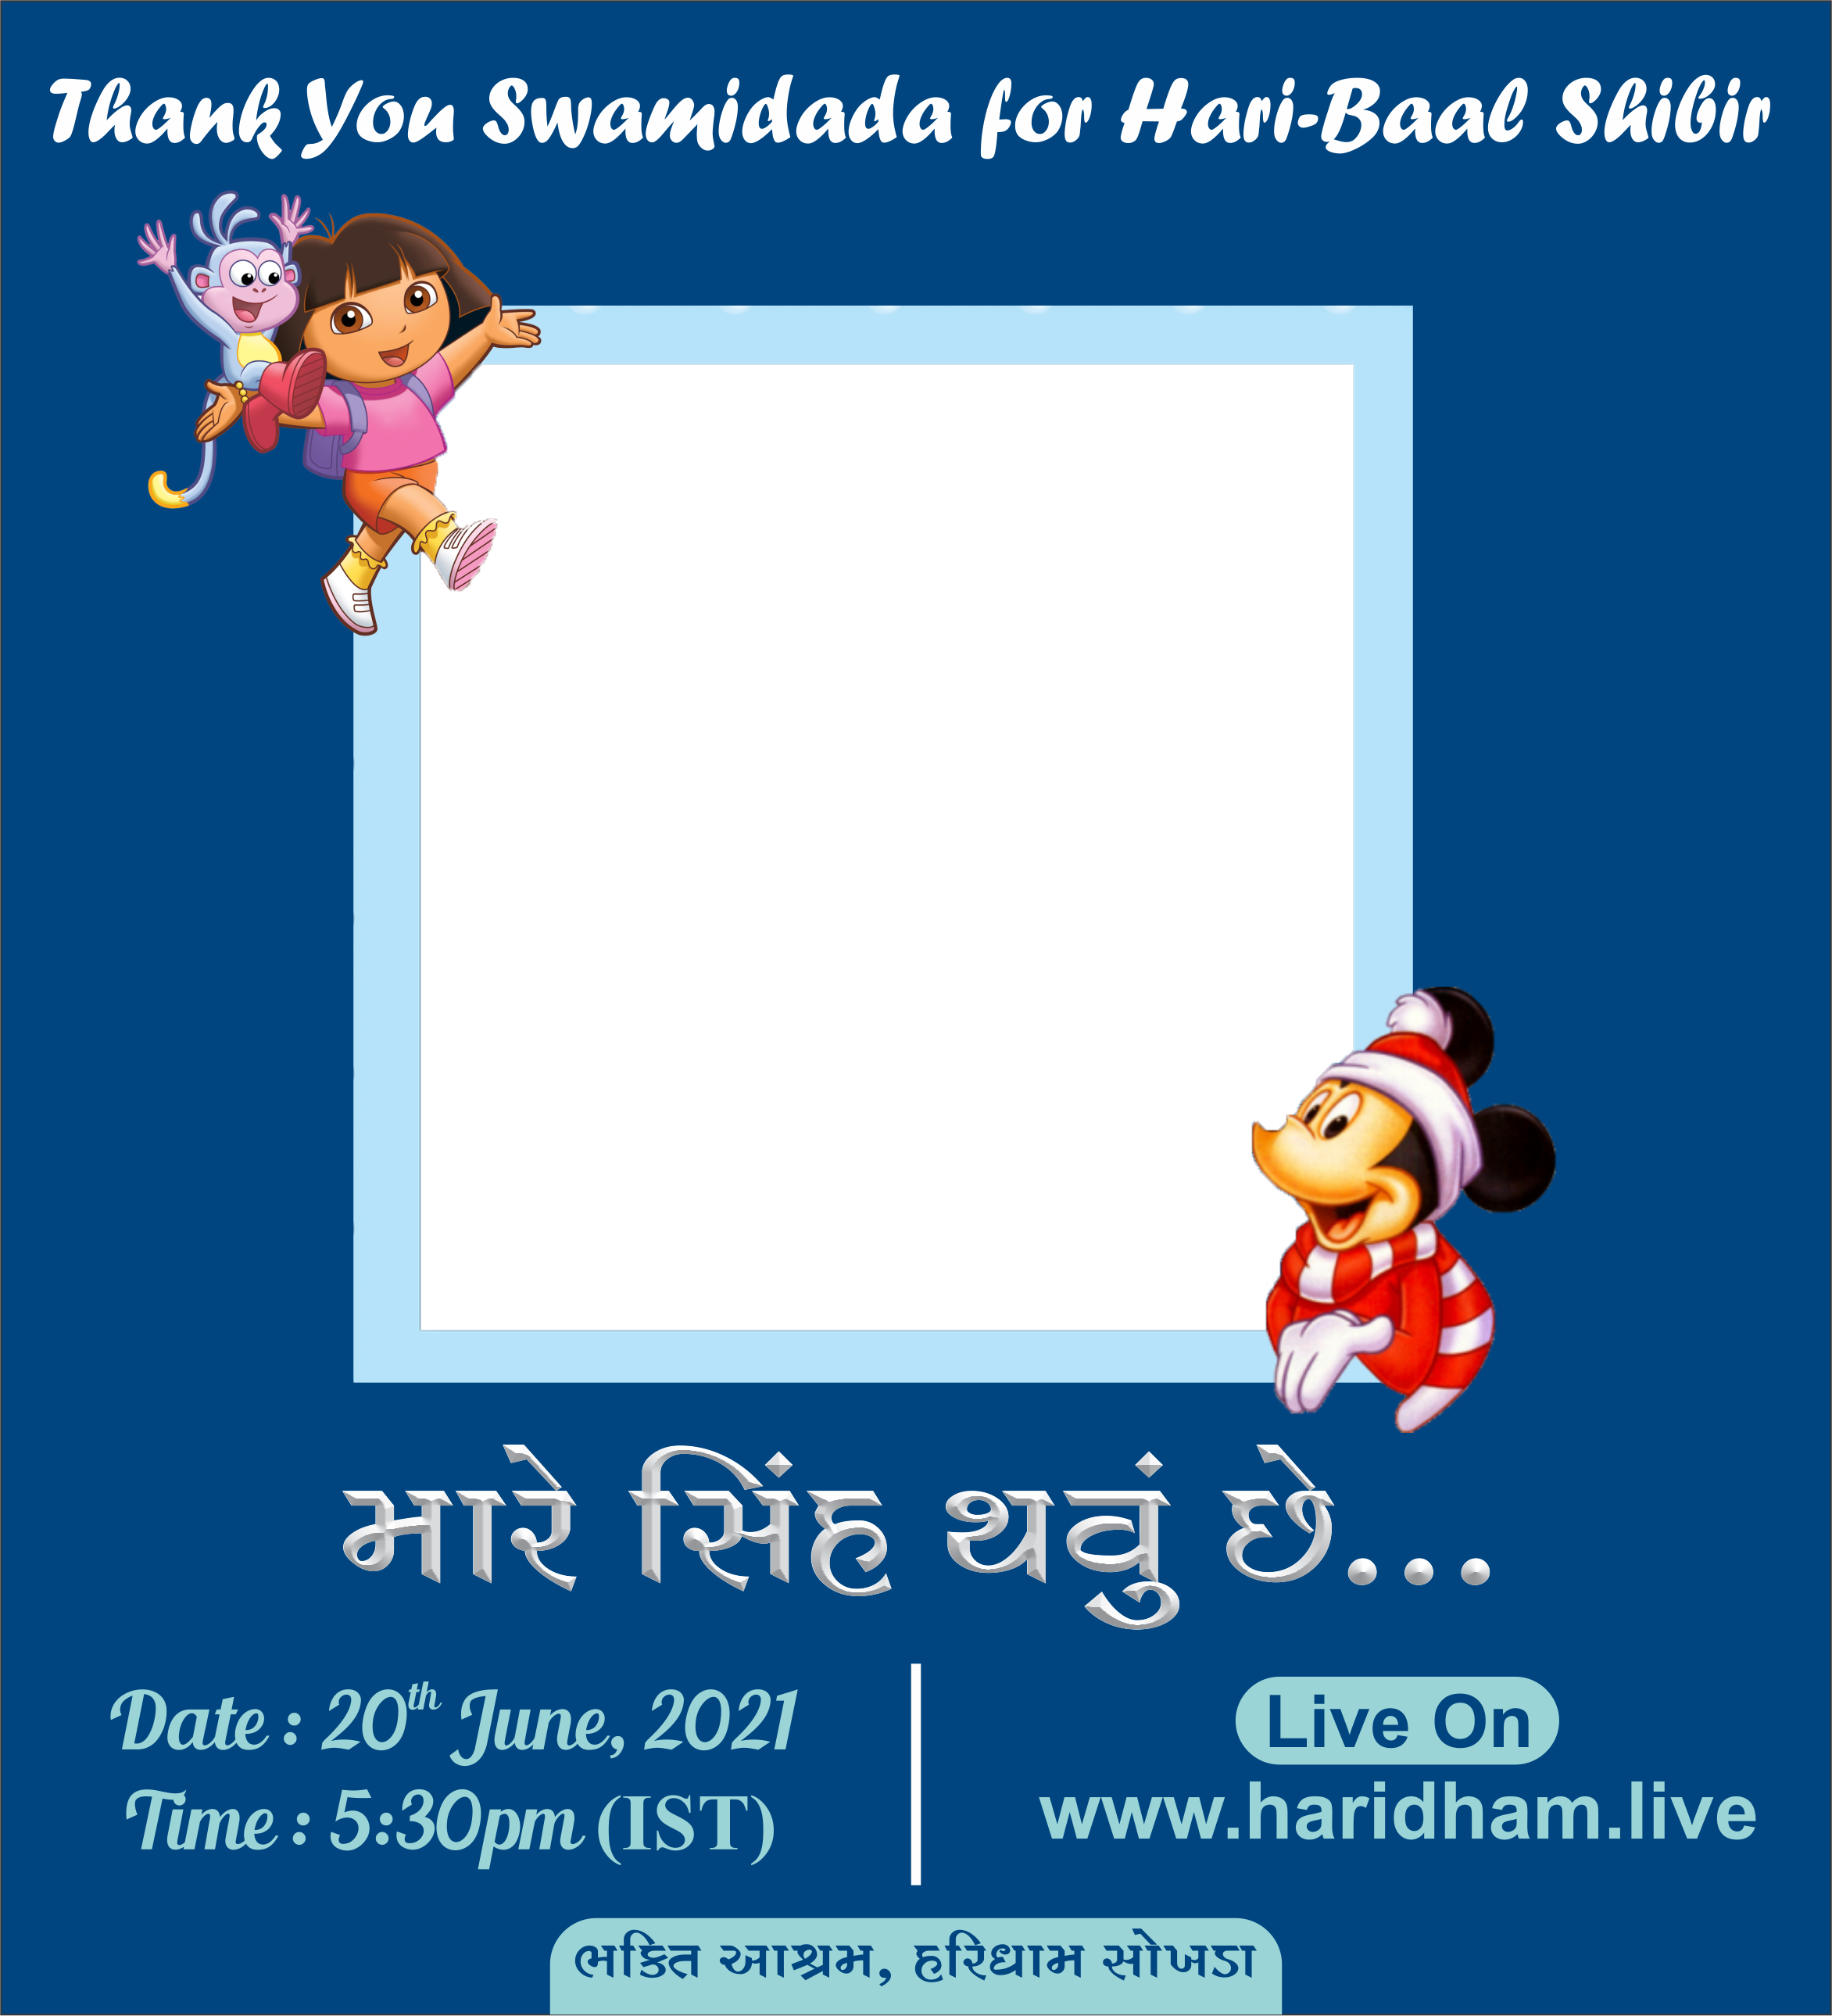 Thank You Swamidada for Hari-Baal Shibir
मारे सिंह थवुं छे...
Date : 20th June, 2021
Time : 5:30pm (IST)
Live On
www.haridham.live
ભક્તિ આશ્રમ, હરિધામ સોખડા